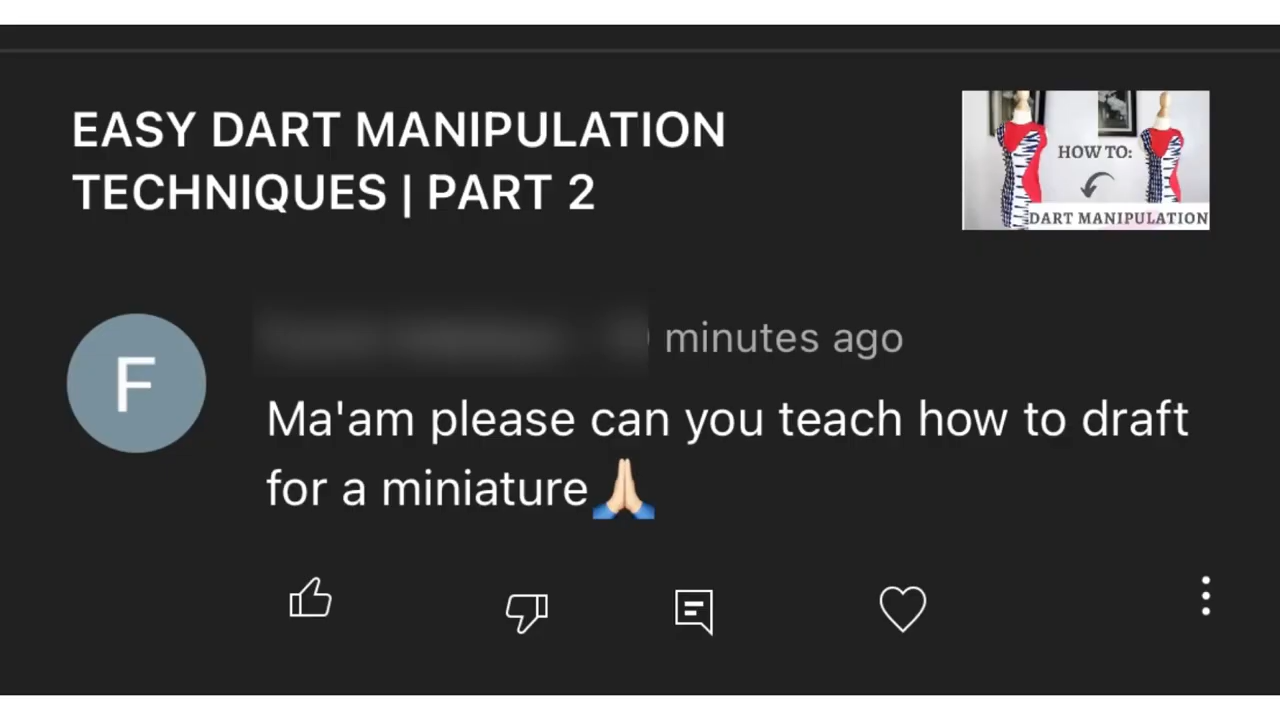 EASY DART MANIPULATION
TECHNIQUES | PART 2
HOW TO:
DART MANIPULATION
F
minutes ago
Ma'am please can you teach how to draft
for a miniature🙏🏻